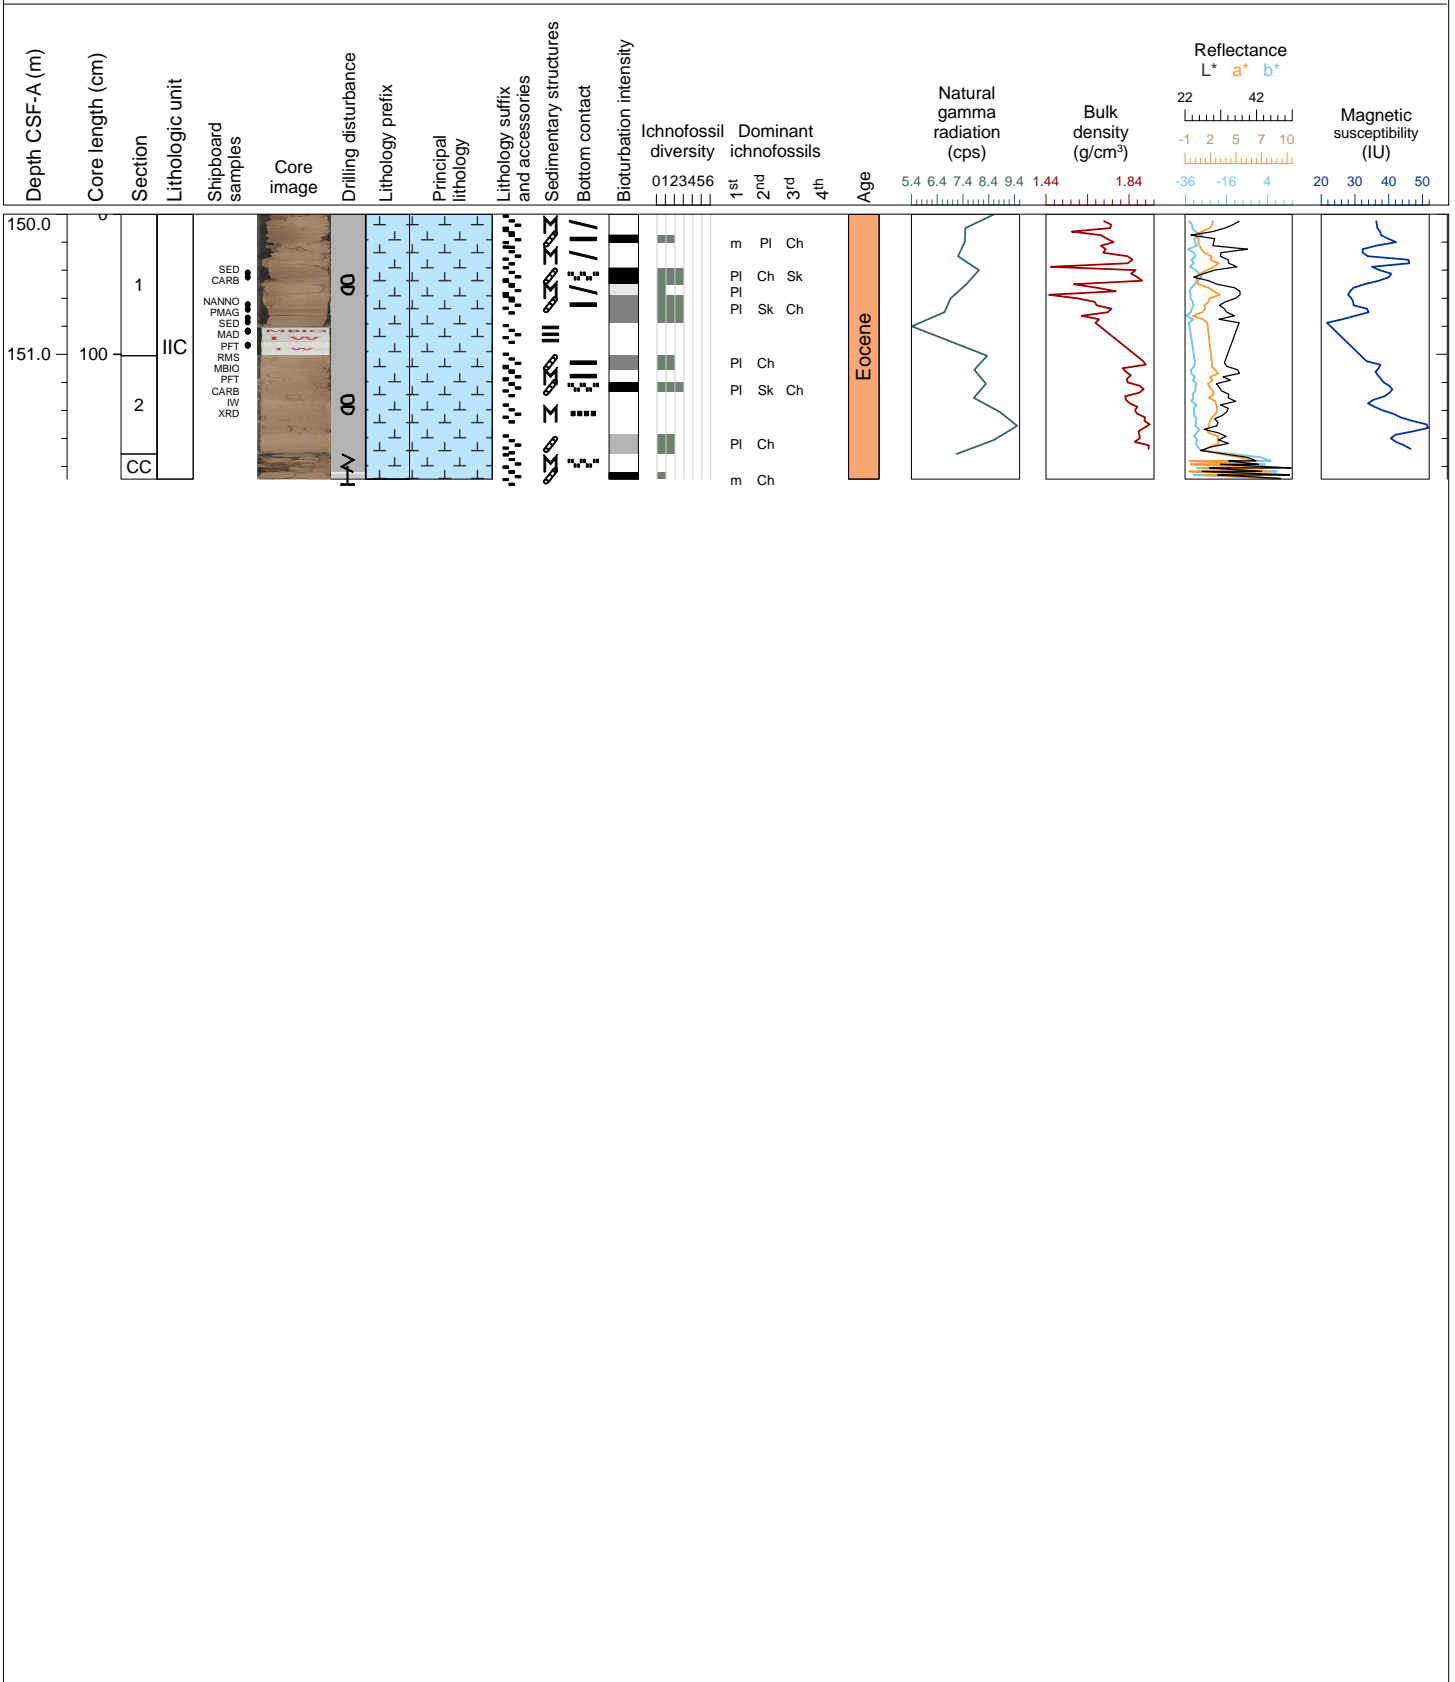 Depth CSF-A (m)
Core length (cm)
Section
Lithologic unit
Shipboard
samples
Core
image
Drilling disturbance
Lithology prefix
Principal
lithology
Lithology suffix
and accessories
Sedimentary structures
Bottom contact
Bioturbation intensity
Ichnofossil
diversity
0123456
Dominant
ichnofossils
1st
2nd
3rd
4th
Age
Natural
gamma
radiation
(cps)
5.4 6.4 7.4 8.4 9.4
Bulk
density
(g/cm³)
1.44 1.84
Reflectance
L* a* b*
22 42
-1 2 5 7 10
-36 -16 4
Magnetic
susceptibility
(IU)
20 30 40 50
150.0
0
151.0
100
1
2
CC
IIC
SED
CARB
NANNO
PMAG
SED
MAD
PFT
RMS
MBIO
PFT
CARB
IW
XRD
MBIO
I W
I W
m Pl Ch
Pl Ch Sk
Pl
Pl Sk Ch
Pl Ch
Pl Sk Ch
Pl Ch
m Ch
Eocene